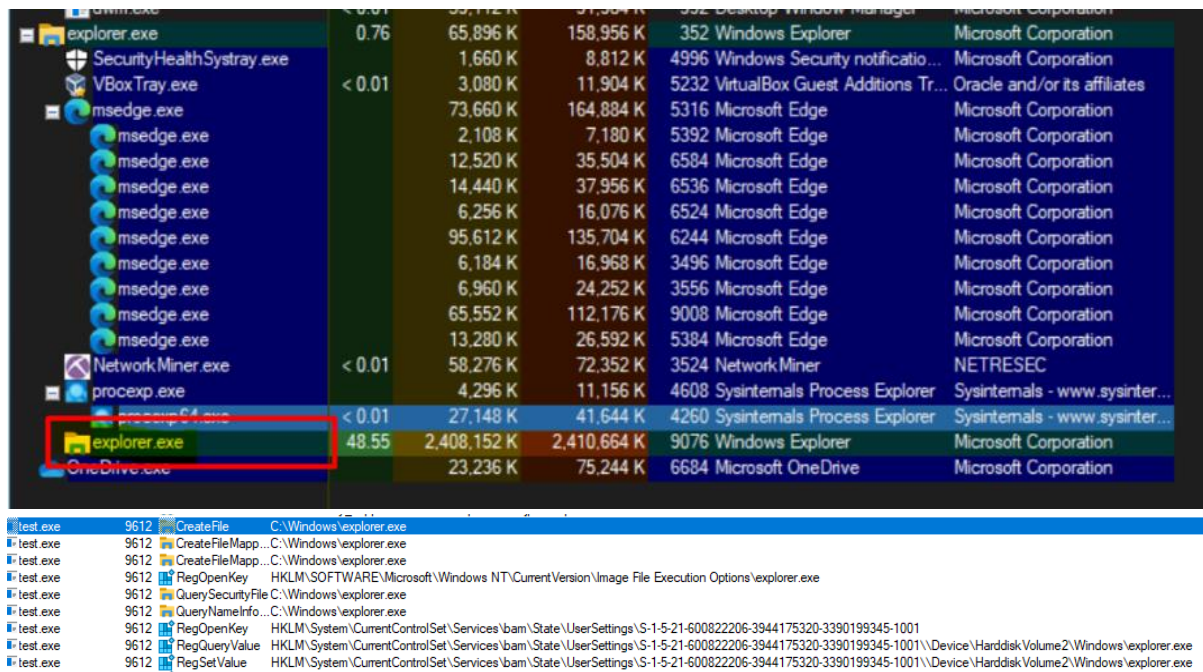 explorer.exe 0.76 65,896 K 158,956 K 352 Windows Explorer Microsoft Corporation
SecurityHealthSystray.exe 1,660 K 8,812 K 4996 Windows Security notificatio... Microsoft Corporation
VBoxTray.exe < 0.01 3,080 K 11,904 K 5232 VirtualBox Guest Additions Tr... Oracle and/or its affiliates
msedge.exe 73,660 K 164,884 K 5316 Microsoft Edge Microsoft Corporation
msedge.exe 2,108 K 7,180 K 5392 Microsoft Edge Microsoft Corporation
msedge.exe 12,520 K 35,504 K 6584 Microsoft Edge Microsoft Corporation
msedge.exe 14,440 K 37,956 K 6536 Microsoft Edge Microsoft Corporation
msedge.exe 6,256 K 16,076 K 6524 Microsoft Edge Microsoft Corporation
msedge.exe 95,612 K 135,704 K 6244 Microsoft Edge Microsoft Corporation
msedge.exe 6,184 K 16,968 K 3496 Microsoft Edge Microsoft Corporation
msedge.exe 6,960 K 24,252 K 3556 Microsoft Edge Microsoft Corporation
msedge.exe 65,552 K 112,176 K 9008 Microsoft Edge Microsoft Corporation
msedge.exe 13,280 K 26,592 K 5384 Microsoft Edge Microsoft Corporation
NetworkMiner.exe < 0.01 58,276 K 72,352 K 3524 NetworkMiner NETRESEC
procexp.exe 4,296 K 11,156 K 4608 Sysinternals Process Explorer Sysinternals - www.sysinter...
procexp64.exe < 0.01 27,148 K 41,644 K 4260 Sysinternals Process Explorer Sysinternals - www.sysinter...
explorer.exe 48.55 2,408,152 K 2,410,664 K 9076 Windows Explorer Microsoft Corporation
OneDrive.exe 23,236 K 75,244 K 6684 Microsoft OneDrive Microsoft Corporation
test.exe 9612 CreateFile C:\Windows\explorer.exe
test.exe 9612 CreateFileMapp...C:\Windows\explorer.exe
test.exe 9612 CreateFileMapp...C:\Windows\explorer.exe
test.exe 9612 RegOpenKey HKLM\SOFTWARE\Microsoft\Windows NT\CurrentVersion\Image File Execution Options\explorer.exe
test.exe 9612 QuerySecurityFile C:\Windows\explorer.exe
test.exe 9612 QueryNameInfo...C:\Windows\explorer.exe
test.exe 9612 RegOpenKey HKLM\System\CurrentControlSet\Services\bam\State\UserSettings\S-1-5-21-600822206-3944175320-3390199345-1001
test.exe 9612 RegQueryValue HKLM\System\CurrentControlSet\Services\bam\State\UserSettings\S-1-5-21-600822206-3944175320-3390199345-1001\\Device\HarddiskVolume2\Windows\explorer.exe
test.exe 9612 RegSetValue HKLM\System\CurrentControlSet\Services\bam\State\UserSettings\S-1-5-21-600822206-3944175320-3390199345-1001\\Device\HarddiskVolume2\Windows\explorer.exe